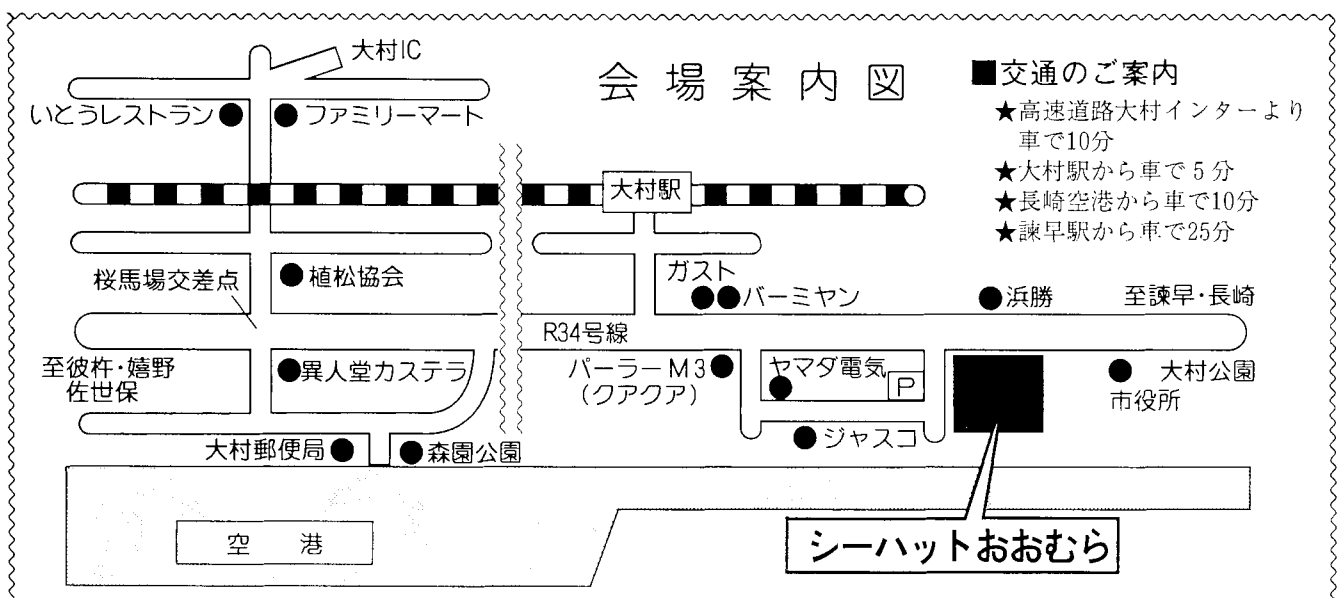 大村IC
会場案内図
■交通のご案内
★高速道路大村インターより
車で10分
★大村駅から車で5分
★長崎空港から車で10分
★諫早駅から車で25分
いとうレストラン
ファミリーマート
大村駅
桜馬場交差点
植松協会
ガスト
バーミヤン
浜勝
至諫早・長崎
R34号線
至彼杵・嬉野
佐世保
異人堂カステラ
パーラーM3
(クアクア)
ヤマダ電気
P
大村公園
市役所
大村郵便局
森園公園
ジャスコ
空港
シーハットおおむら